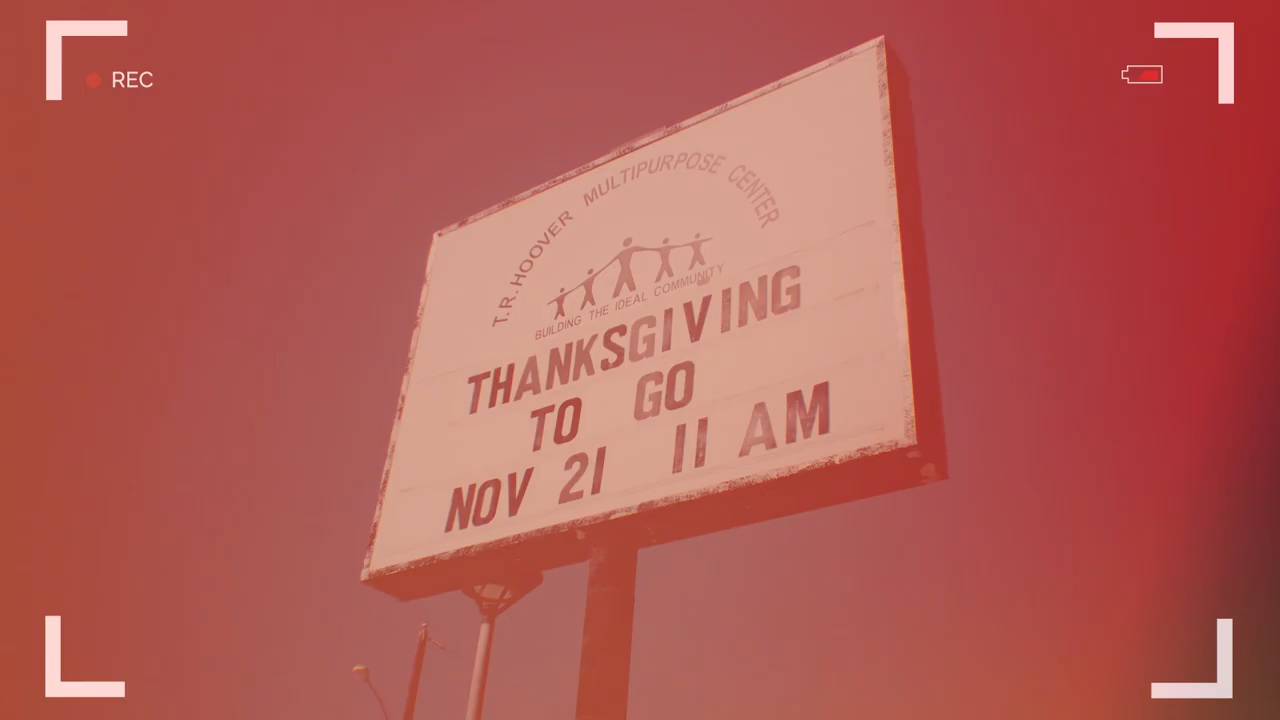 REC
T.R. HOOVER MULTIPURPOSE CENTER
BUILDING THE IDEAL COMMUNITY
THANKSGIVING
TO GO
NOV 21 11 AM